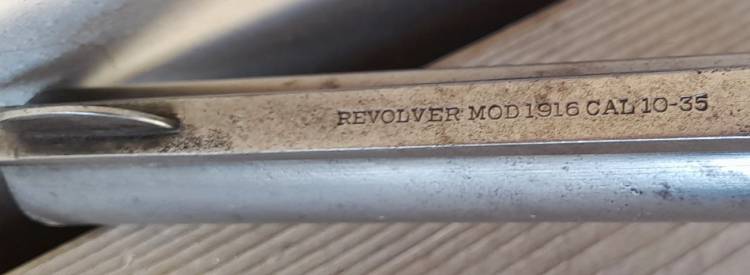 REVOLVER MOD 1916 CAL 10-35